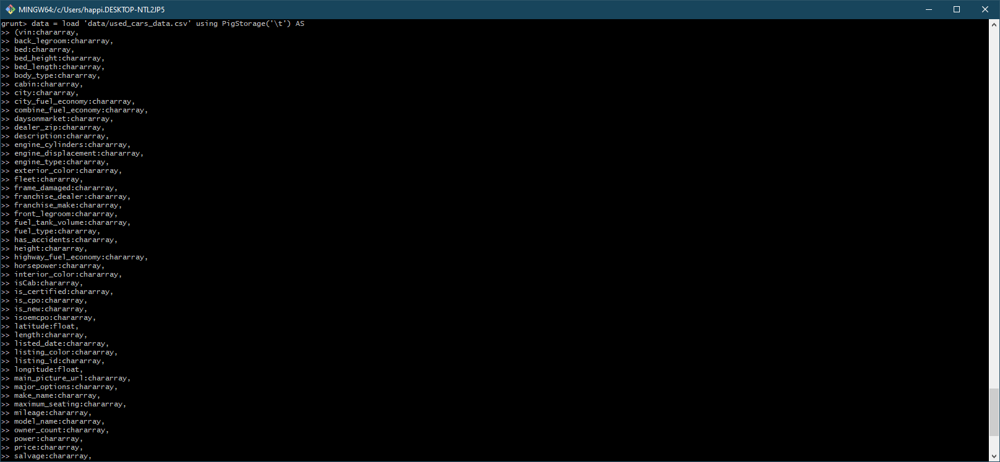 MINGW64:/c/Users/happi.DESKTOP-NTL2JP5
grunt> data = load 'data/used_cars_data.csv' using PigStorage('\t') AS
>> (vin:chararray,
>> back_legroom:chararray,
>> bed:chararray,
>> bed_height:chararray,
>> bed_length:chararray,
>> body_type:chararray,
>> cabin:chararray,
>> city:chararray,
>> city_fuel_economy:chararray,
>> combine_fuel_economy:chararray,
>> daysonmarket:chararray,
>> dealer_zip:chararray,
>> description:chararray,
>> engine_cylinders:chararray,
>> engine_displacement:chararray,
>> engine_type:chararray,
>> exterior_color:chararray,
>> fleet:chararray,
>> frame_damaged:chararray,
>> franchise_dealer:chararray,
>> franchise_make:chararray,
>> front_legroom:chararray,
>> fuel_tank_volume:chararray,
>> fuel_type:chararray,
>> has_accidents:chararray,
>> height:chararray,
>> highway_fuel_economy:chararray,
>> horsepower:chararray,
>> interior_color:chararray,
>> isCab:chararray,
>> is_certified:chararray,
>> is_cpo:chararray,
>> is_new:chararray,
>> isoemcpo:chararray,
>> latitude:float,
>> length:chararray,
>> listed_date:chararray,
>> listing_color:chararray,
>> listing_id:chararray,
>> longitude:float,
>> main_picture_url:chararray,
>> major_options:chararray,
>> make_name:chararray,
>> maximum_seating:chararray,
>> mileage:chararray,
>> model_name:chararray,
>> owner_count:chararray,
>> power:chararray,
>> price:chararray,
>> salvage:chararray,